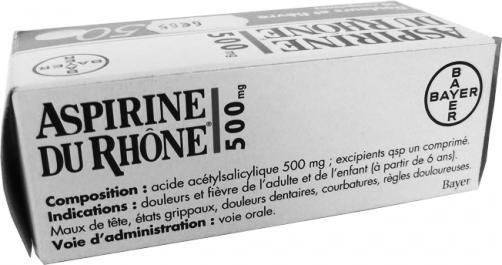 ASPIRINE
DU RHÔNE®
500 mg
BAYER
BAYER
ASPIRINE
DU RHÔNE®
500 mg
BAYER
BAYER
Composition : acide acétylsalicylique 500 mg ; excipients qsp un comprimé.
Indications : douleurs et fièvre de l'adulte et de l'enfant (à partir de 6 ans).
Maux de tête, états grippaux, douleurs dentaires, courbatures, règles douloureuses.
Voie d'administration : voie orale.
Bayer